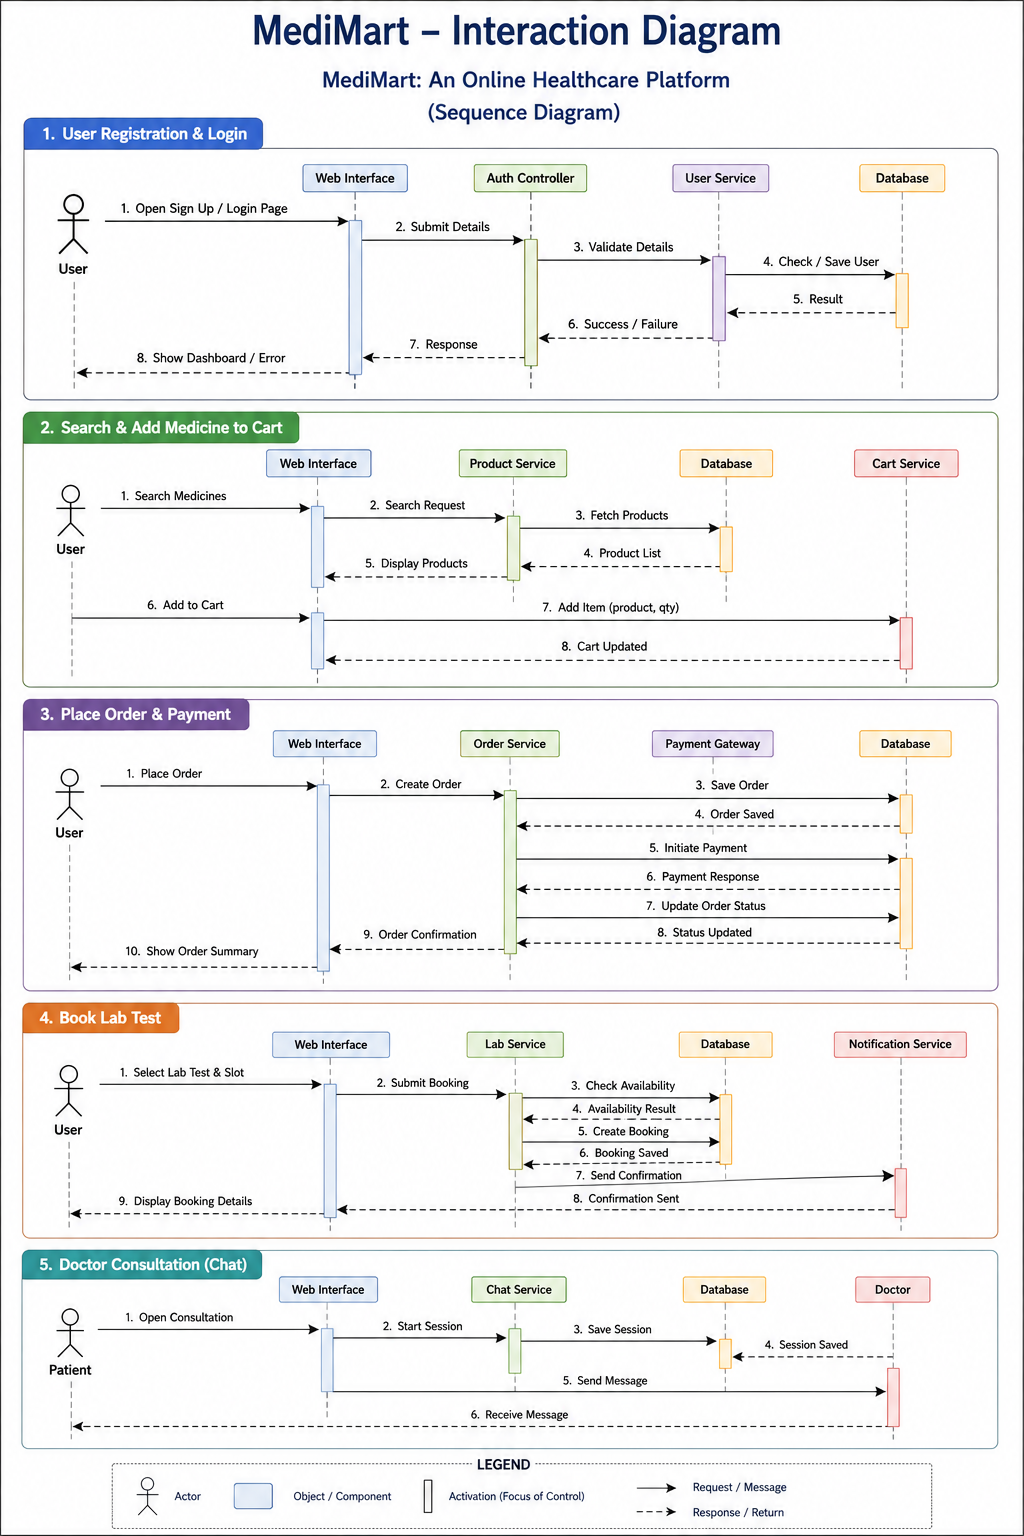 MediMart – Interaction Diagram
MediMart: An Online Healthcare Platform
(Sequence Diagram)
1. User Registration & Login
Web Interface
Auth Controller
User Service
Database
User
1. Open Sign Up / Login Page
2. Submit Details
3. Validate Details
4. Check / Save User
5. Result
6. Success / Failure
7. Response
8. Show Dashboard / Error
2. Search & Add Medicine to Cart
Web Interface
Product Service
Database
Cart Service
User
1. Search Medicines
2. Search Request
3. Fetch Products
4. Product List
5. Display Products
6. Add to Cart
7. Add Item (product, qty)
8. Cart Updated
3. Place Order & Payment
Web Interface
Order Service
Payment Gateway
Database
User
1. Place Order
2. Create Order
3. Save Order
4. Order Saved
5. Initiate Payment
6. Payment Response
7. Update Order Status
8. Status Updated
9. Order Confirmation
10. Show Order Summary
4. Book Lab Test
Web Interface
Lab Service
Database
Notification Service
User
1. Select Lab Test & Slot
2. Submit Booking
3. Check Availability
4. Availability Result
5. Create Booking
6. Booking Saved
7. Send Confirmation
8. Confirmation Sent
9. Display Booking Details
5. Doctor Consultation (Chat)
Web Interface
Chat Service
Database
Doctor
Patient
1. Open Consultation
2. Start Session
3. Save Session
4. Session Saved
5. Send Message
6. Receive Message
LEGEND
Actor
Object / Component
Activation (Focus of Control)
Request / Message
Response / Return